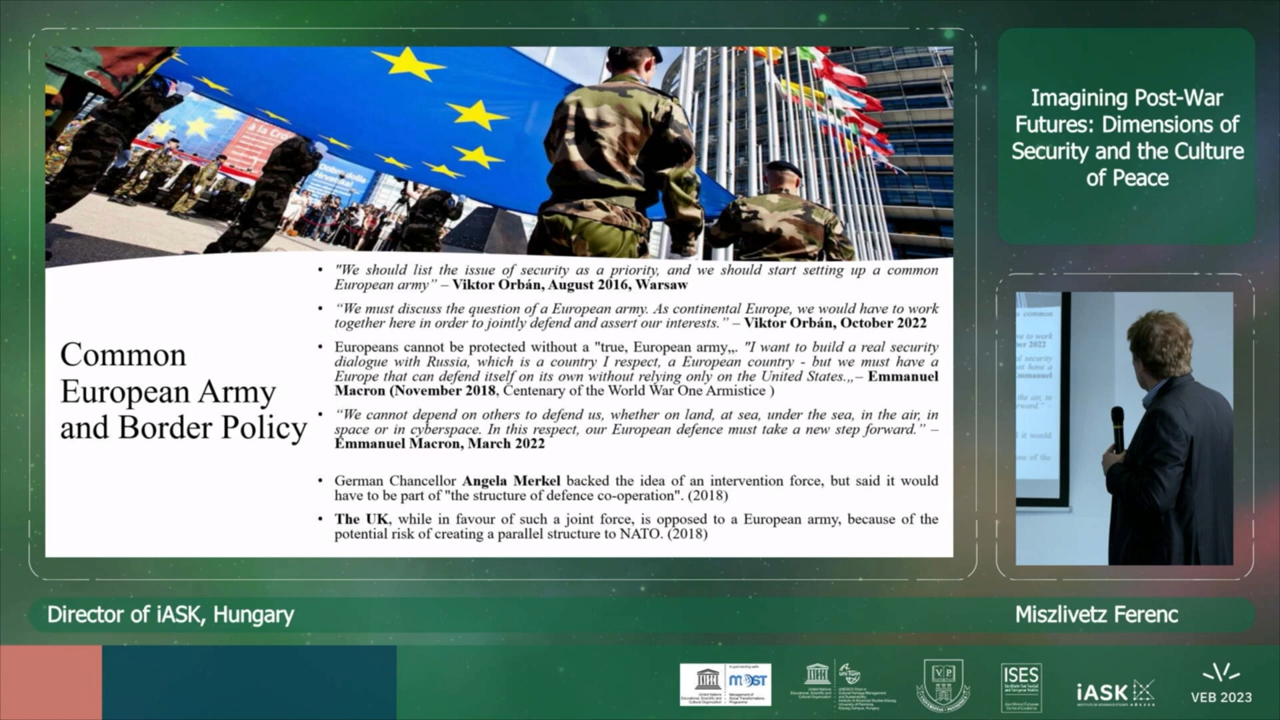 Imagining Post-War
Futures: Dimensions of
Security and the Culture
of Peace
à la Cro
Dobrodošla
Common
European Army
and Border Policy
• "We should list the issue of security as a priority, and we should start setting up a common
European army” – Viktor Orbán, August 2016, Warsaw
• “We must discuss the question of a European army. As continental Europe, we would have to work
together here in order to jointly defend and assert our interests.” – Viktor Orbán, October 2022
• Europeans cannot be protected without a "true, European army„. "I want to build a real security
dialogue with Russia, which is a country I respect, a European country - but we must have a
Europe that can defend itself on its own without relying only on the United States.„– Emmanuel
Macron (November 2018, Centenary of the World War One Armistice )
• “We cannot depend on others to defend us, whether on land, at sea, under the sea, in the air, in
space or in cyberspace. In this respect, our European defence must take a new step forward.” –
Emmanuel Macron, March 2022
• German Chancellor Angela Merkel backed the idea of an intervention force, but said it would
have to be part of "the structure of defence co-operation". (2018)
• The UK, while in favour of such a joint force, is opposed to a European army, because of the
potential risk of creating a parallel structure to NATO. (2018)
Director of iASK, Hungary
Miszlivetz Ferenc
ISES
iASK
VEB 2023